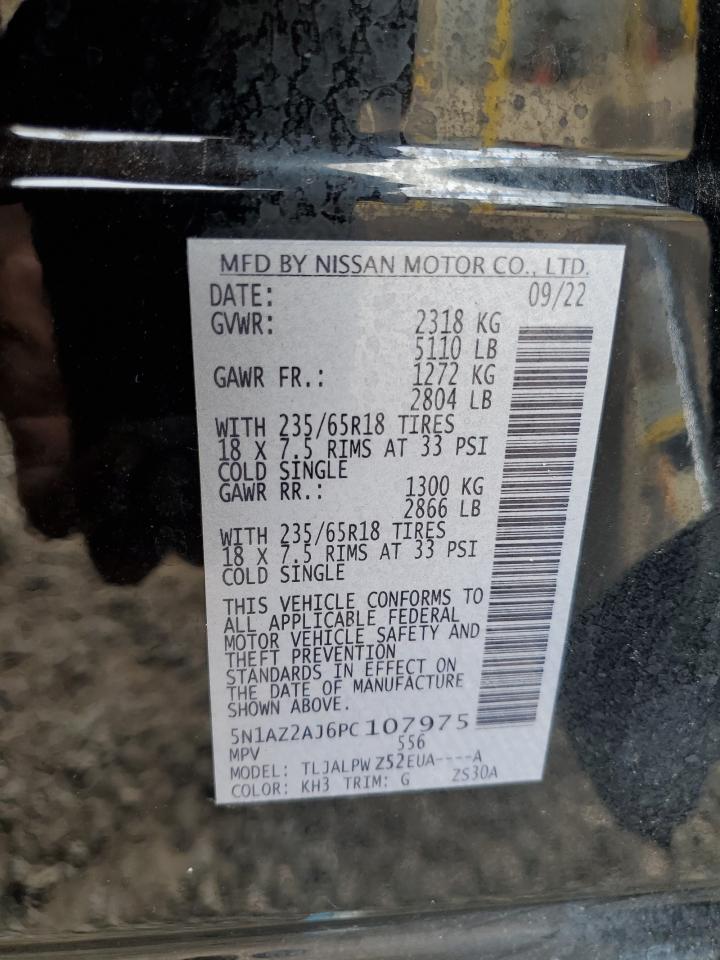 MFD BY NISSAN MOTOR CO., LTD.
DATE: 09/22
GVWR: 2318 KG
5110 LB
GAWR FR.: 1272 KG
2804 LB
WITH 235/65R18 TIRES
18 X 7.5 RIMS AT 33 PSI
COLD SINGLE
GAWR RR.: 1300 KG
2866 LB
WITH 235/65R18 TIRES
18 X 7.5 RIMS AT 33 PSI
COLD SINGLE
THIS VEHICLE CONFORMS TO
ALL APPLICABLE FEDERAL
MOTOR VEHICLE SAFETY AND
THEFT PREVENTION
STANDARDS IN EFFECT ON
THE DATE OF MANUFACTURE
SHOWN ABOVE.
5N1AZ2AJ6PC107975
MPV 556
MODEL: TLJALPW Z52EUA----A
COLOR: KH3 TRIM: G ZS30A